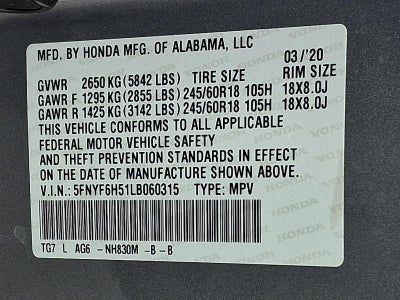 MFD. BY HONDA MFG. OF ALABAMA, LLC 03/'20
GVWR 2650 KG (5842 LBS) TIRE SIZE RIM SIZE
GAWR F 1295 KG (2855 LBS) 245/60R18 105H 18X8.0J
GAWR R 1425 KG (3142 LBS) 245/60R18 105H 18X8.0J
THIS VEHICLE CONFORMS TO ALL APPLICABLE
FEDERAL MOTOR VEHICLE SAFETY
AND THEFT PREVENTION STANDARDS IN EFFECT
ON THE DATE OF MANUFACTURE SHOWN ABOVE.
V.I.N.: 5FNYF6H51LB060315 TYPE: MPV
TG7 L AG6 -NH830M -B -B